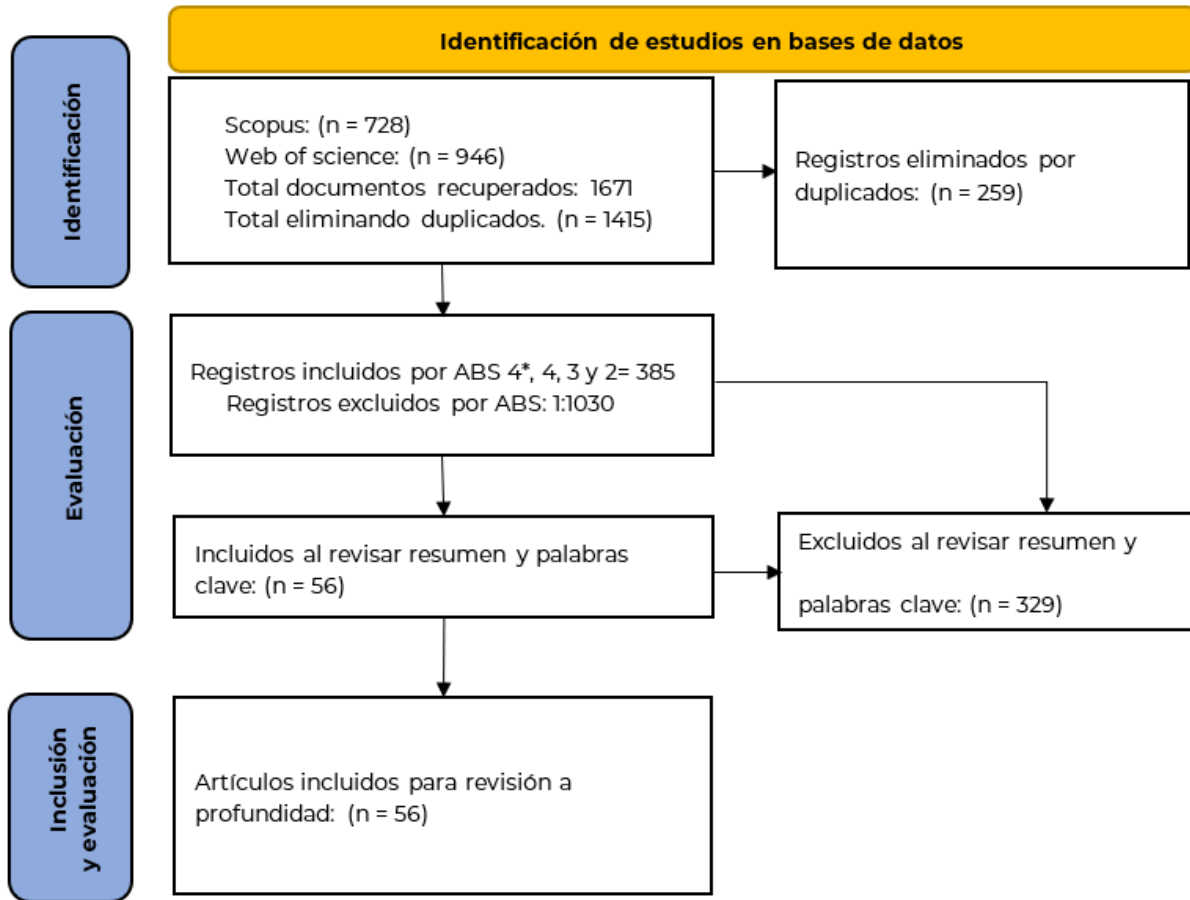 Identificación de estudios en bases de datos
Identificación
Scopus: (n = 728)
Web of science: (n = 946)
Total documentos recuperados: 1671
Total eliminando duplicados. (n = 1415)
Registros eliminados por
duplicados: (n = 259)
Evaluación
Registros incluidos por ABS 4*, 4, 3 y 2= 385
Registros excluidos por ABS: 1:1030
Incluidos al revisar resumen y palabras
clave: (n = 56)
Excluidos al revisar resumen y
palabras clave: (n = 329)
Inclusión
y evaluación
Artículos incluidos para revisión a
profundidad: (n = 56)